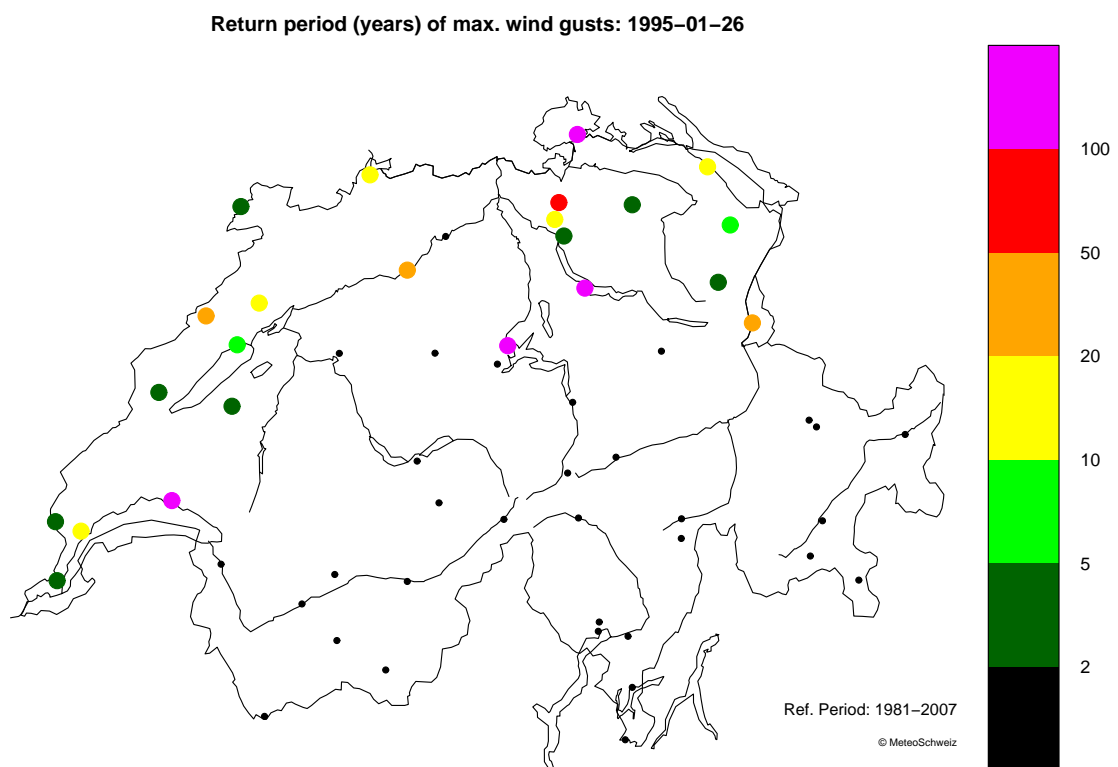 Return period (years) of max. wind gusts: 1995−01−26
100
50
20
10
5
2
Ref. Period: 1981−2007
© MeteoSchweiz